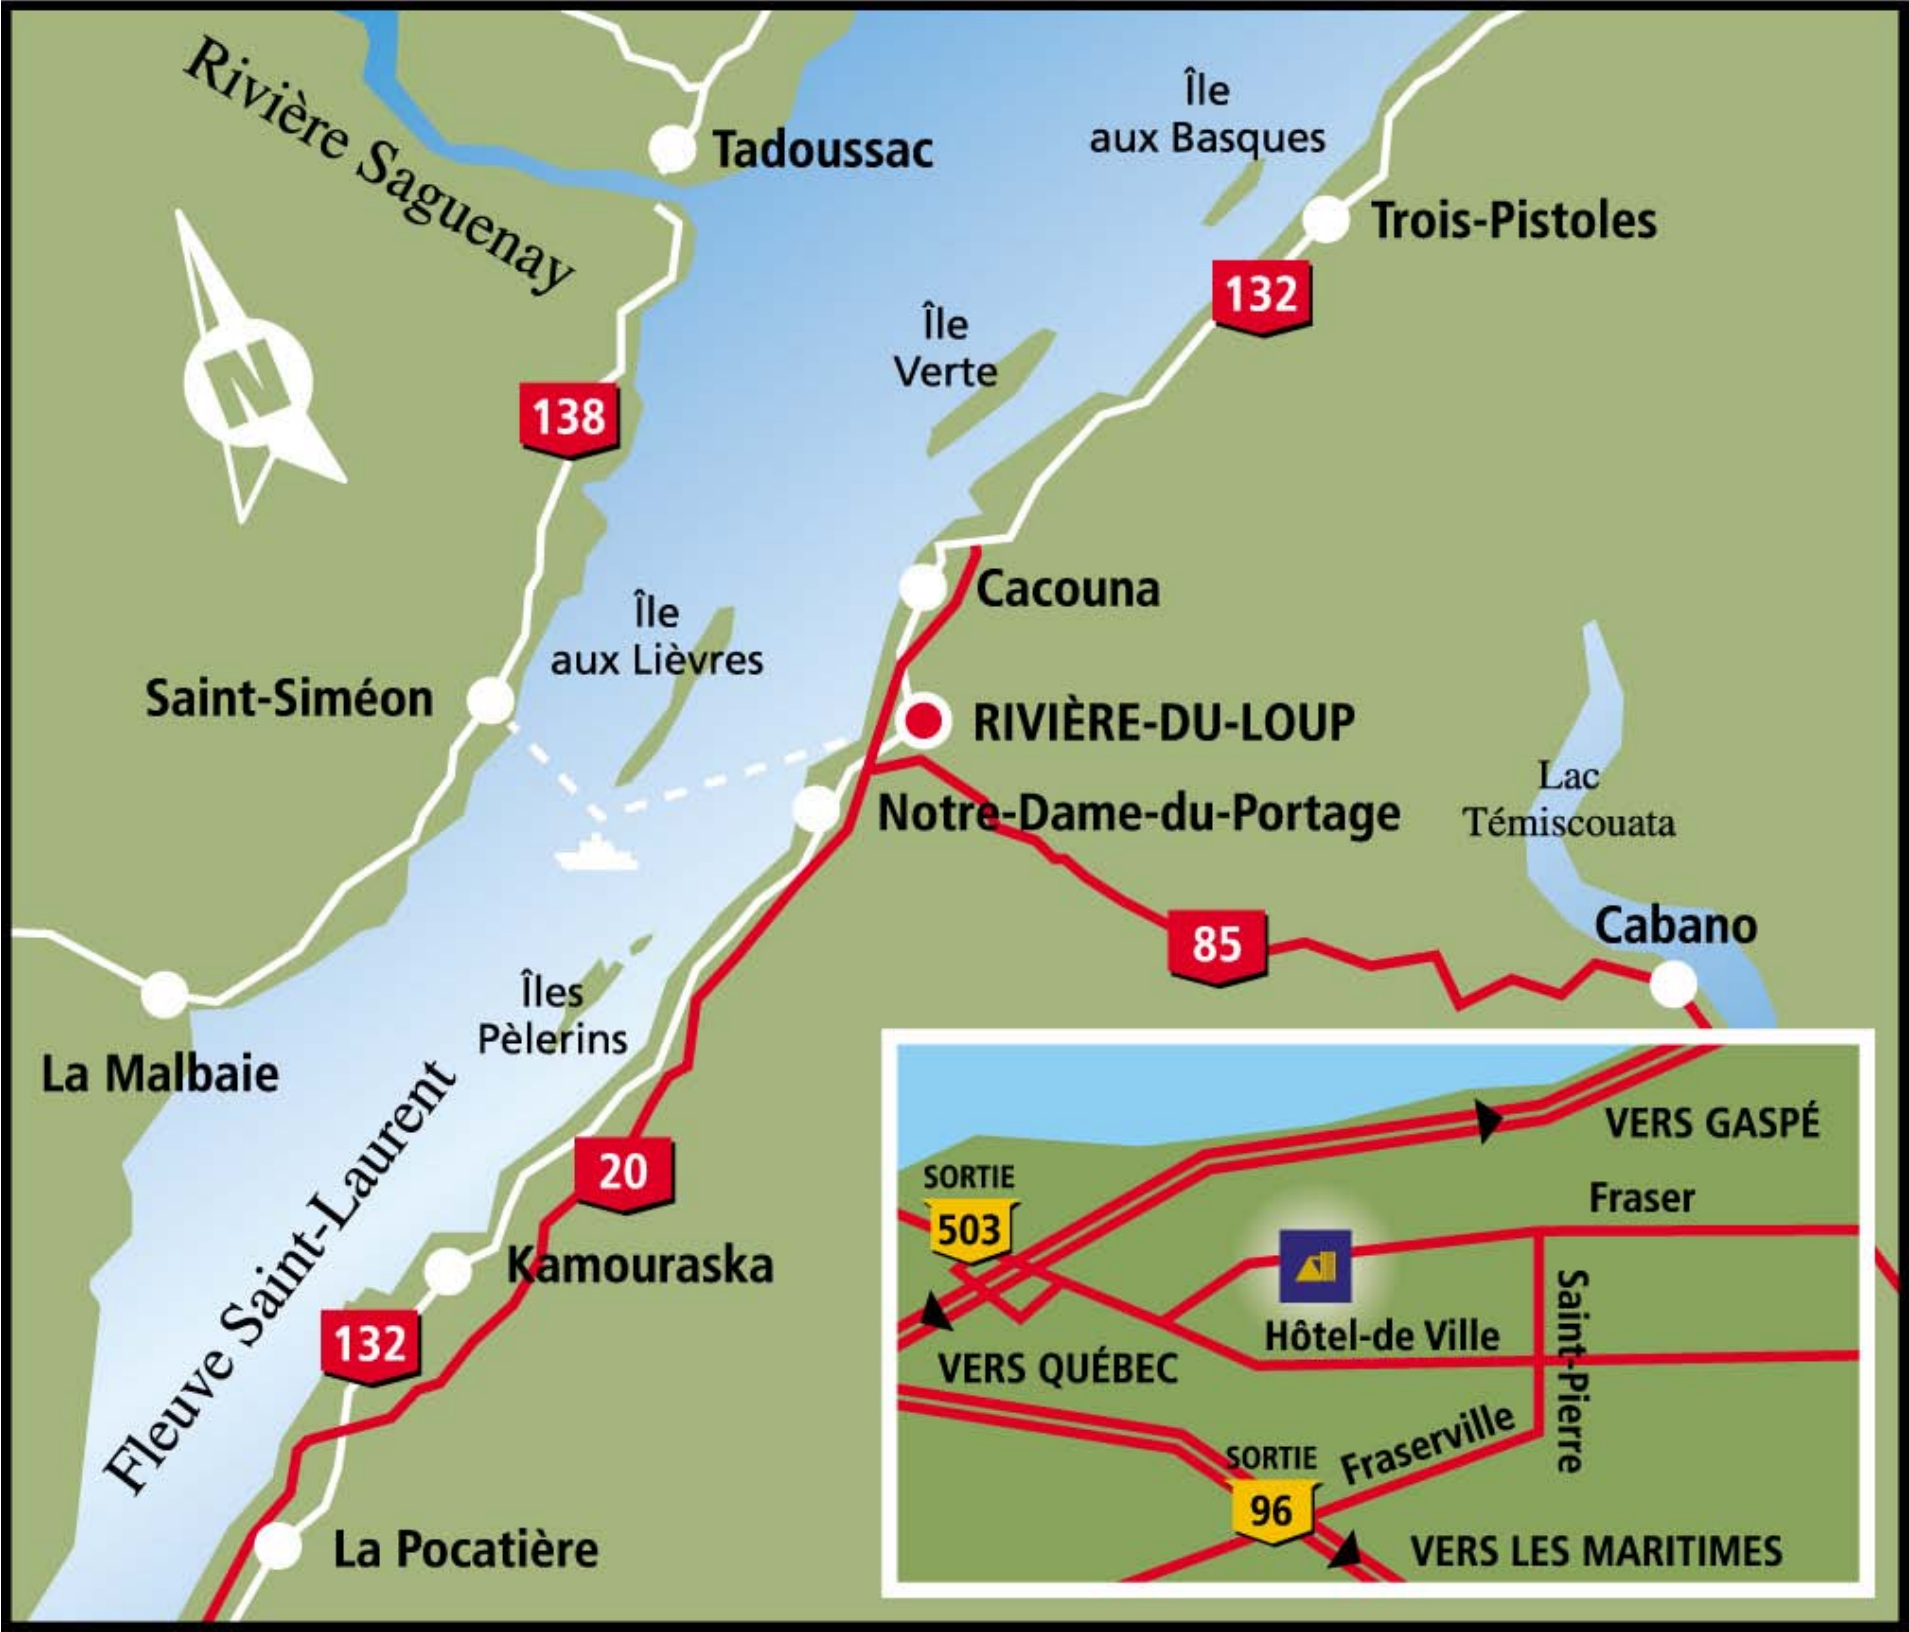 Rivière Saguenay
Tadoussac
Île
aux Basques
Trois-Pistoles
132
Île
Verte
138
N
Cacouna
Île
aux Lièvres
Saint-Siméon
RIVIÈRE-DU-LOUP
Lac
Témiscouata
Notre-Dame-du-Portage
85
Cabano
Îles
Pèlerins
La Malbaie
Fleuve Saint-Laurent
20
Kamouraska
132
La Pocatière
VERS GASPÉ
SORTIE
503
Fraser
Hôtel-de Ville
VERS QUÉBEC
Saint-Pierre
Fraserville
SORTIE
96
VERS LES MARITIMES